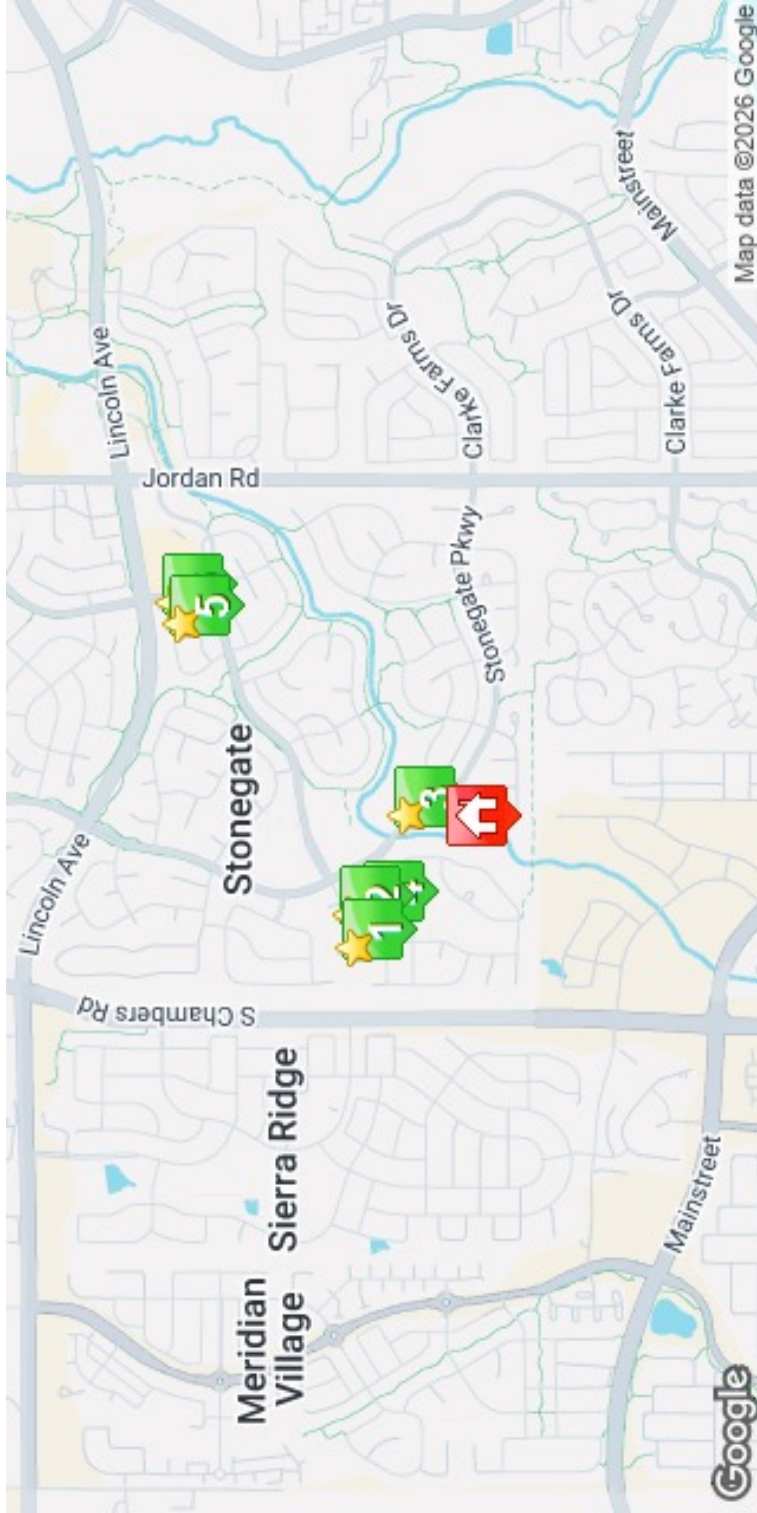 Lincoln Ave
Lincoln Ave
Jordan Rd
S Chambers Rd
5
Stonegate
Meridian
Village
Sierra Ridge
1
2
3
Clarke Farms Dr
Stonegate Pkwy
Clarke Farms Dr
Mainstreet
Mainstreet
Google
Map data ©2026 Google